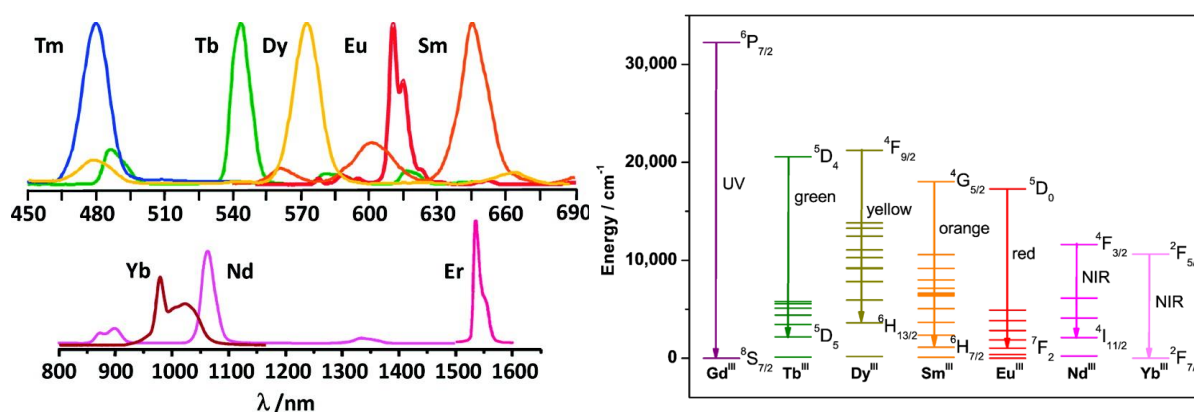 Tm Tb Dy Eu Sm
450 480 510 540 570 600 630 660 690
Yb Nd Er
800 900 1000 1100 1200 1300 1400 1500 1600
λ /nm
Energy / cm⁻¹
30,000
20,000
10,000
0
⁶P₇/₂
UV
⁸S₇/₂
Gdᴵᴵᴵ
⁵D₄
green
⁵D₅
Tbᴵᴵᴵ
⁴F₉/₂
yellow
⁶H₁₃/₂
Dyᴵᴵᴵ
⁴G₅/₂
orange
⁶H₇/₂
Smᴵᴵᴵ
⁵D₀
red
⁷F₂
Euᴵᴵᴵ
⁴F₃/₂
NIR
⁴I₁₁/₂
Ndᴵᴵᴵ
²F₅/
NIR
²F₇/
Ybᴵᴵᴵ